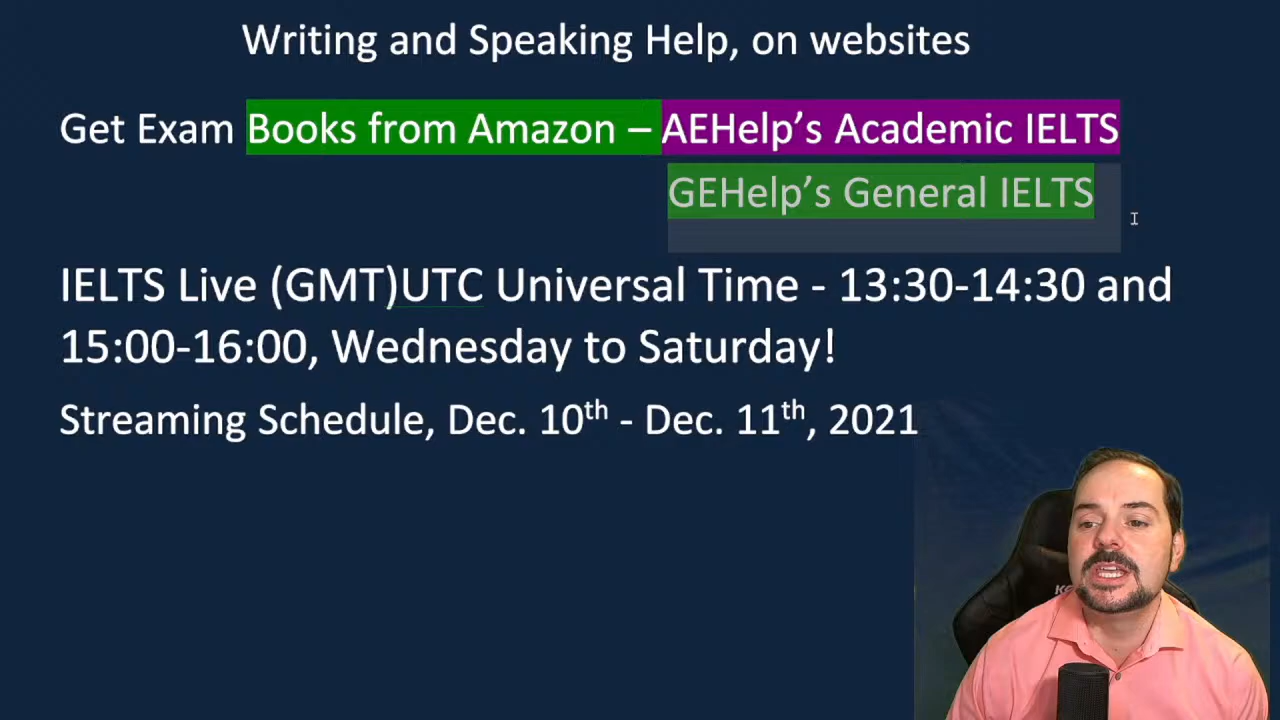 Writing and Speaking Help, on websites
Get Exam Books from Amazon – AEHelp’s Academic IELTS
GEHelp’s General IELTS
IELTS Live (GMT)UTC Universal Time - 13:30-14:30 and
15:00-16:00, Wednesday to Saturday!
Streaming Schedule, Dec. 10th - Dec. 11th, 2021